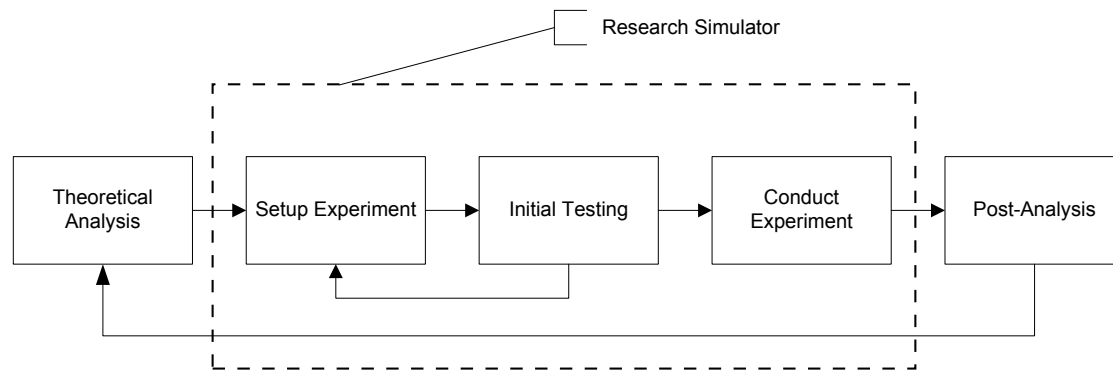 Research Simulator
Theoretical
Analysis
Setup Experiment
Initial Testing
Conduct
Experiment
Post-Analysis